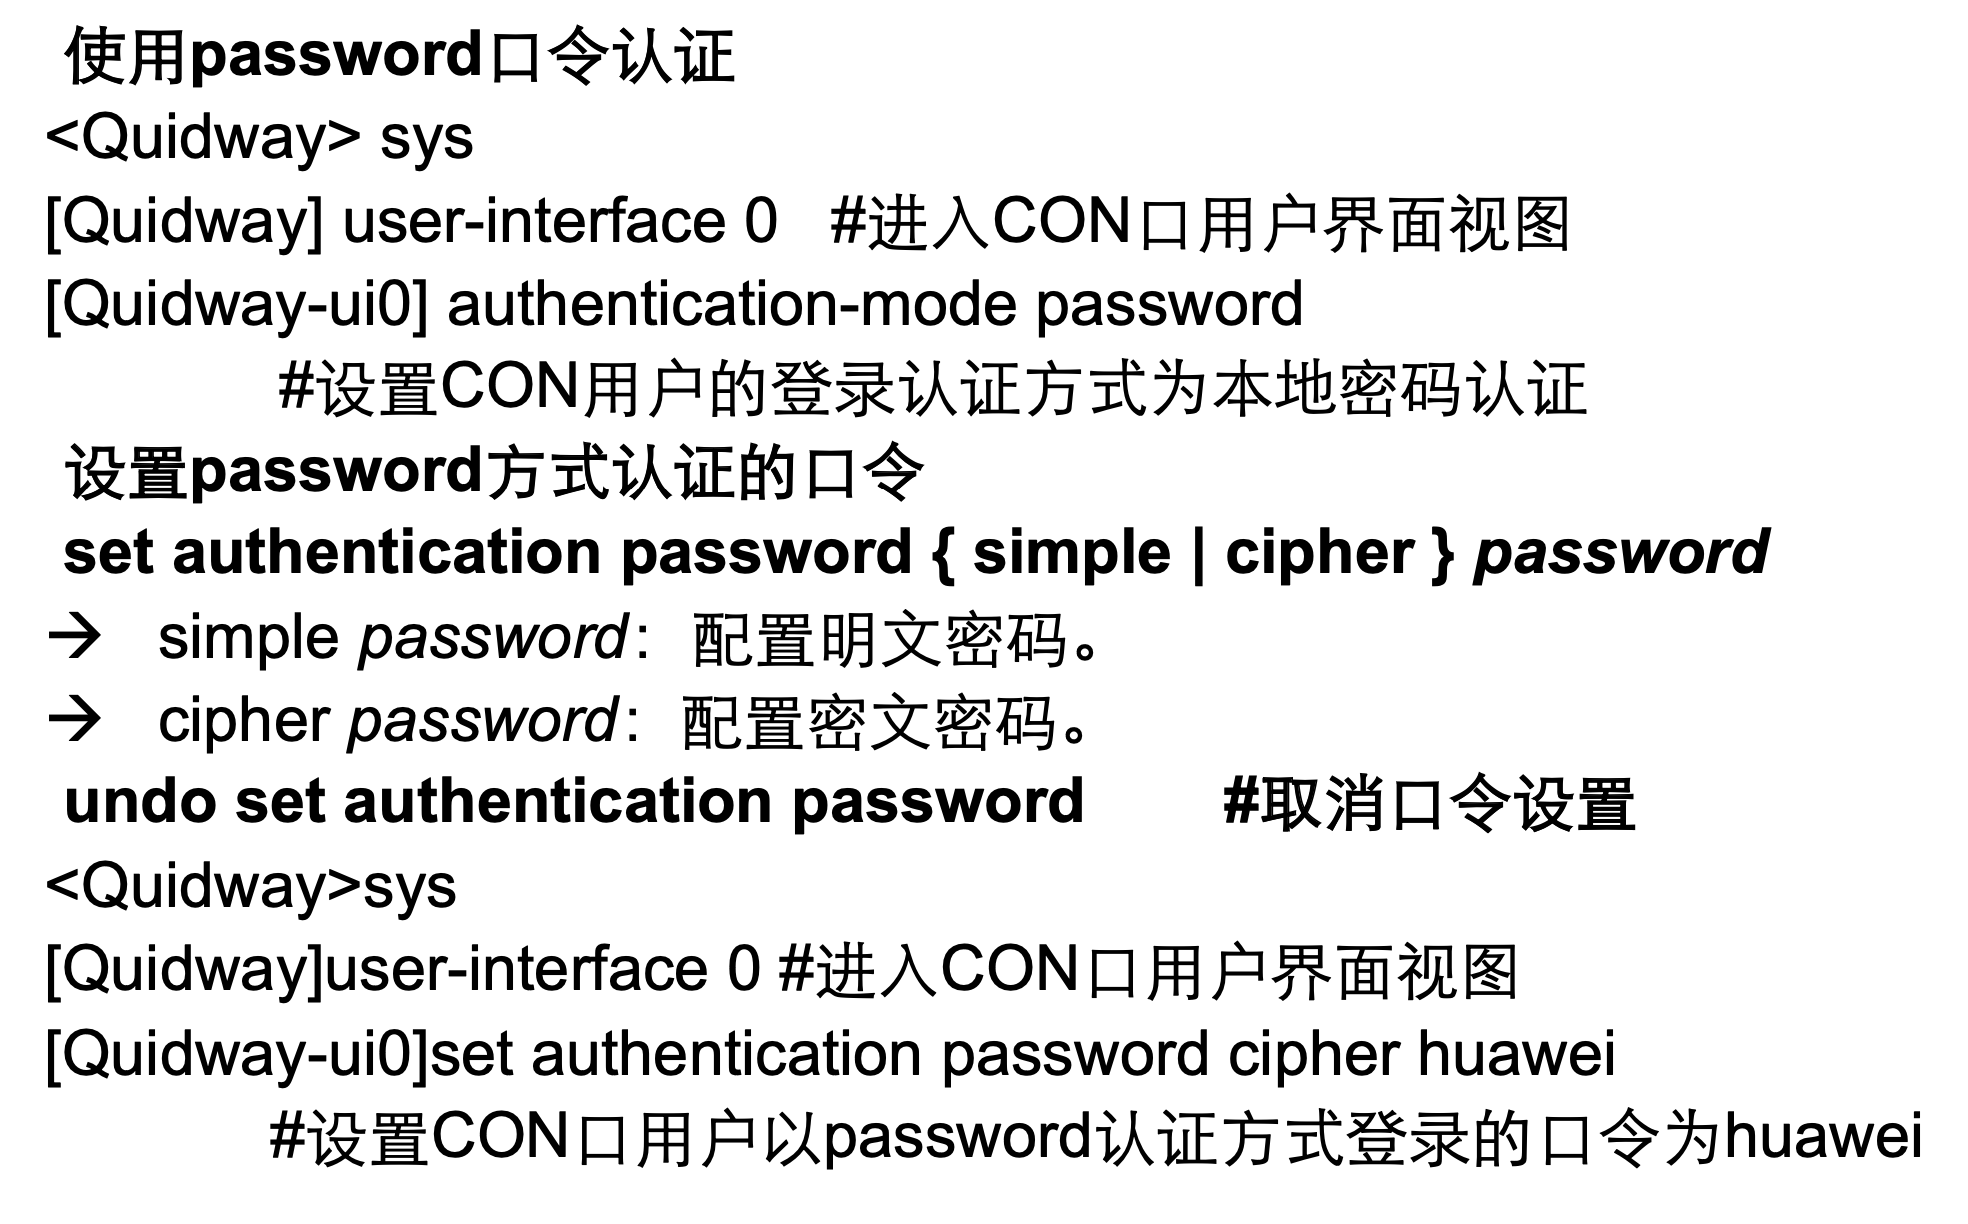 使用password口令认证
<Quidway> sys
[Quidway] user-interface 0   #进入CON口用户界面视图
[Quidway-ui0] authentication-mode password
#设置CON用户的登录认证方式为本地密码认证
设置password方式认证的口令
set authentication password { simple | cipher } password
→ simple password：配置明文密码。
→ cipher password：配置密文密码。
undo set authentication password   #取消口令设置
<Quidway>sys
[Quidway]user-interface 0 #进入CON口用户界面视图
[Quidway-ui0]set authentication password cipher huawei
#设置CON口用户以password认证方式登录的口令为huawei